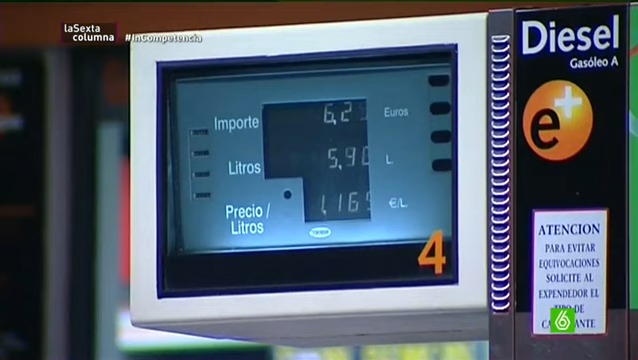 laSexta
columna
#InCompetencia
Diesel
Gasóleo A
e+
Importe
Euros
Litros
5,90
L
Precio /
Litros
1,169
€/L
4
ATENCION
PARA EVITAR
EQUIVOCACIONES
SOLICITE AL
EXPENDEDOR EL
TIPO DE
6